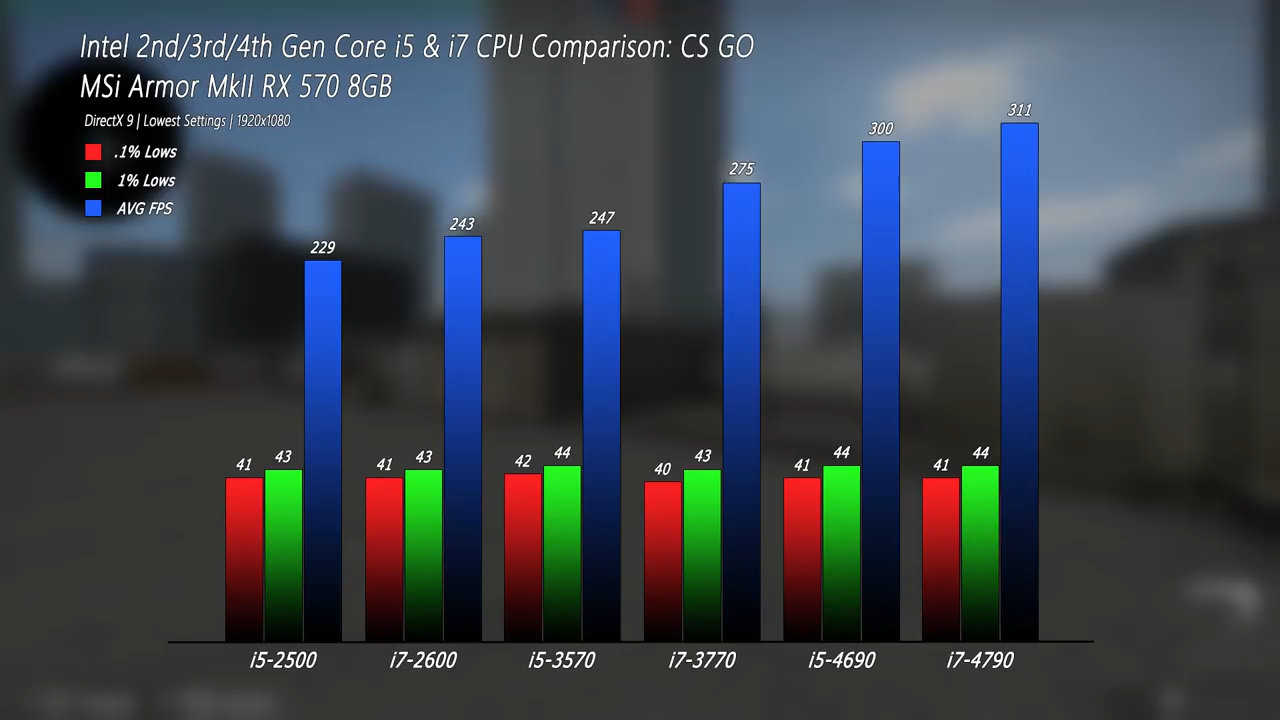 Intel 2nd/3rd/4th Gen Core i5 & i7 CPU Comparison: CS GO
MSi Armor MkII RX 570 8GB
DirectX 9 | Lowest Settings | 1920x1080
.1% Lows
1% Lows
AVG FPS
41 43 229
41 43 243
42 44 247
40 43 275
41 44 300
41 44 311
i5-2500 i7-2600 i5-3570 i7-3770 i5-4690 i7-4790